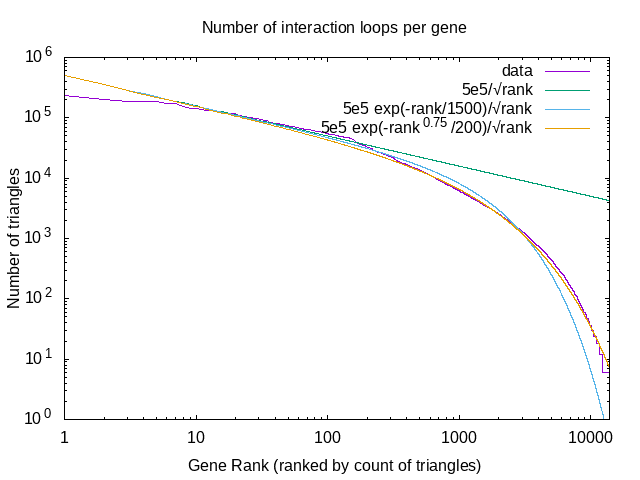 Number of interaction loops per gene
data
5e5/√rank
5e5 exp(-rank/1500)/√rank
5e5 exp(-rank^0.75/200)/√rank
10^6
10^5
10^4
10^3
10^2
10^1
10^0
Number of triangles
1 10 100 1000 10000
Gene Rank (ranked by count of triangles)